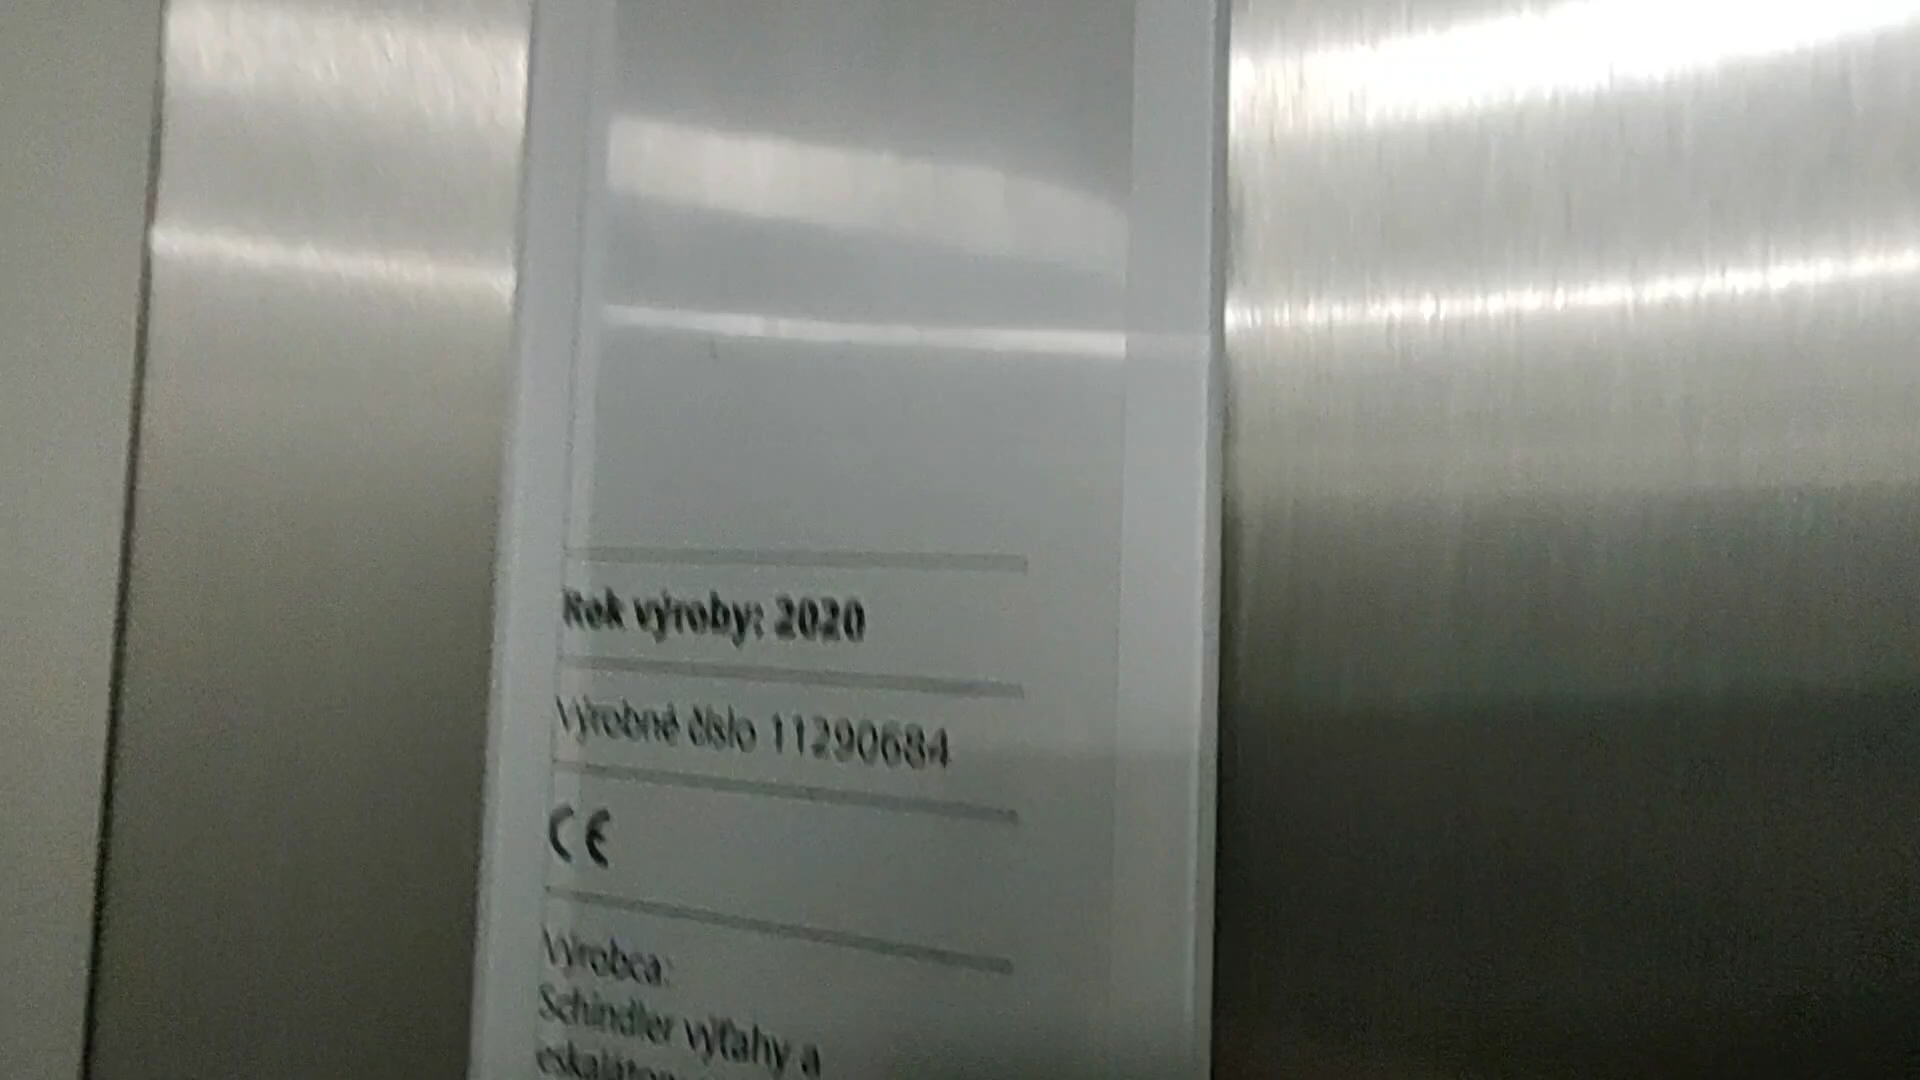 Rok výroby: 2020
Výrobné číslo 11290684
CE
Výrobca:
Schindler výťahy a